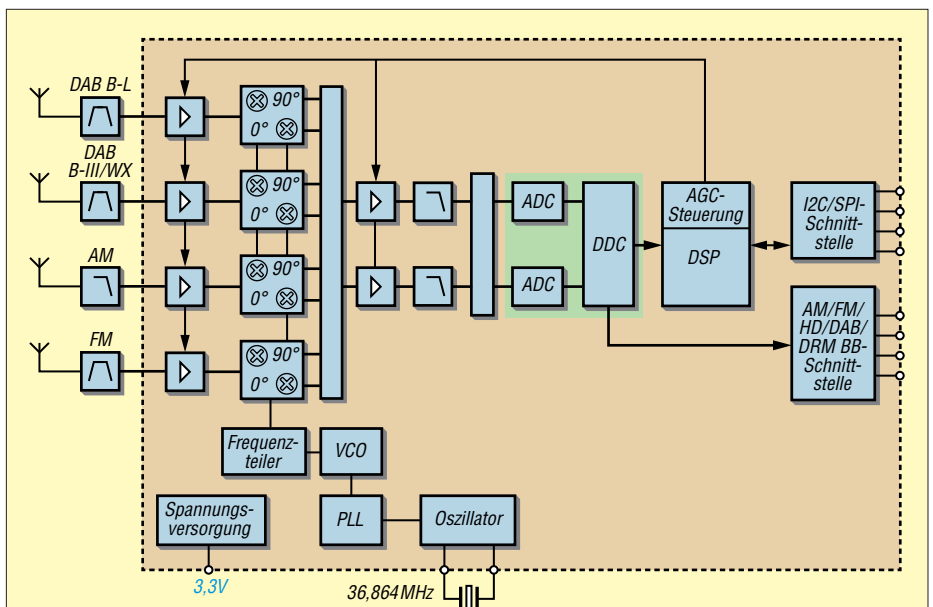 DAB B-L
DAB
B-III/WX
AM
FM
90°
0°
90°
0°
90°
0°
90°
0°
ADC
ADC
DDC
AGC-
Steuerung
DSP
I2C/SPI-
Schnitt-
stelle
AM/FM/
HD/DAB/
DRM BB-
Schnitt-
stelle
Frequenz-
teiler
VCO
Spannungs-
versorgung
PLL
Oszillator
3,3V
36,864 MHz